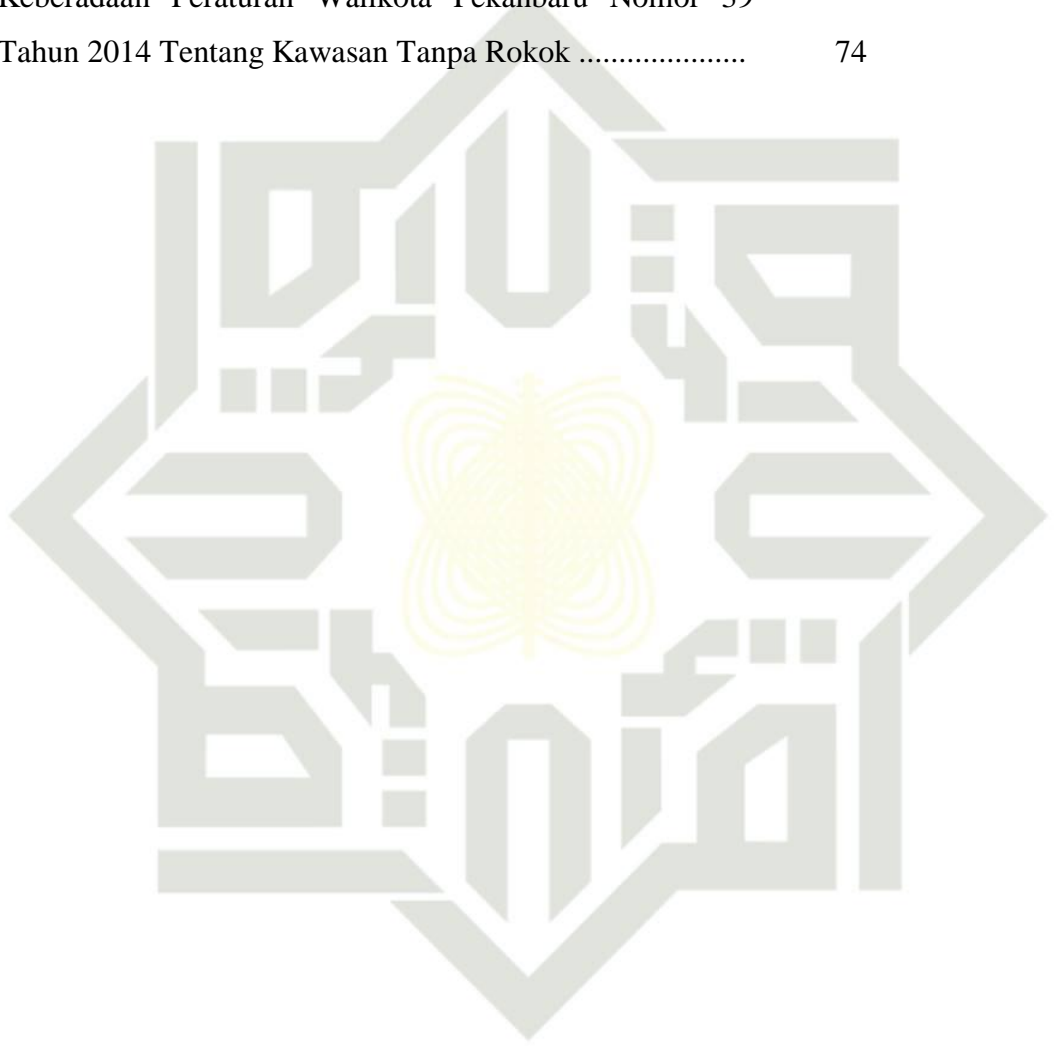 Keberadaan Peraturan Walikota Pekanbaru Nomor 39
Tahun 2014 Tentang Kawasan Tanpa Rokok ..................... 74